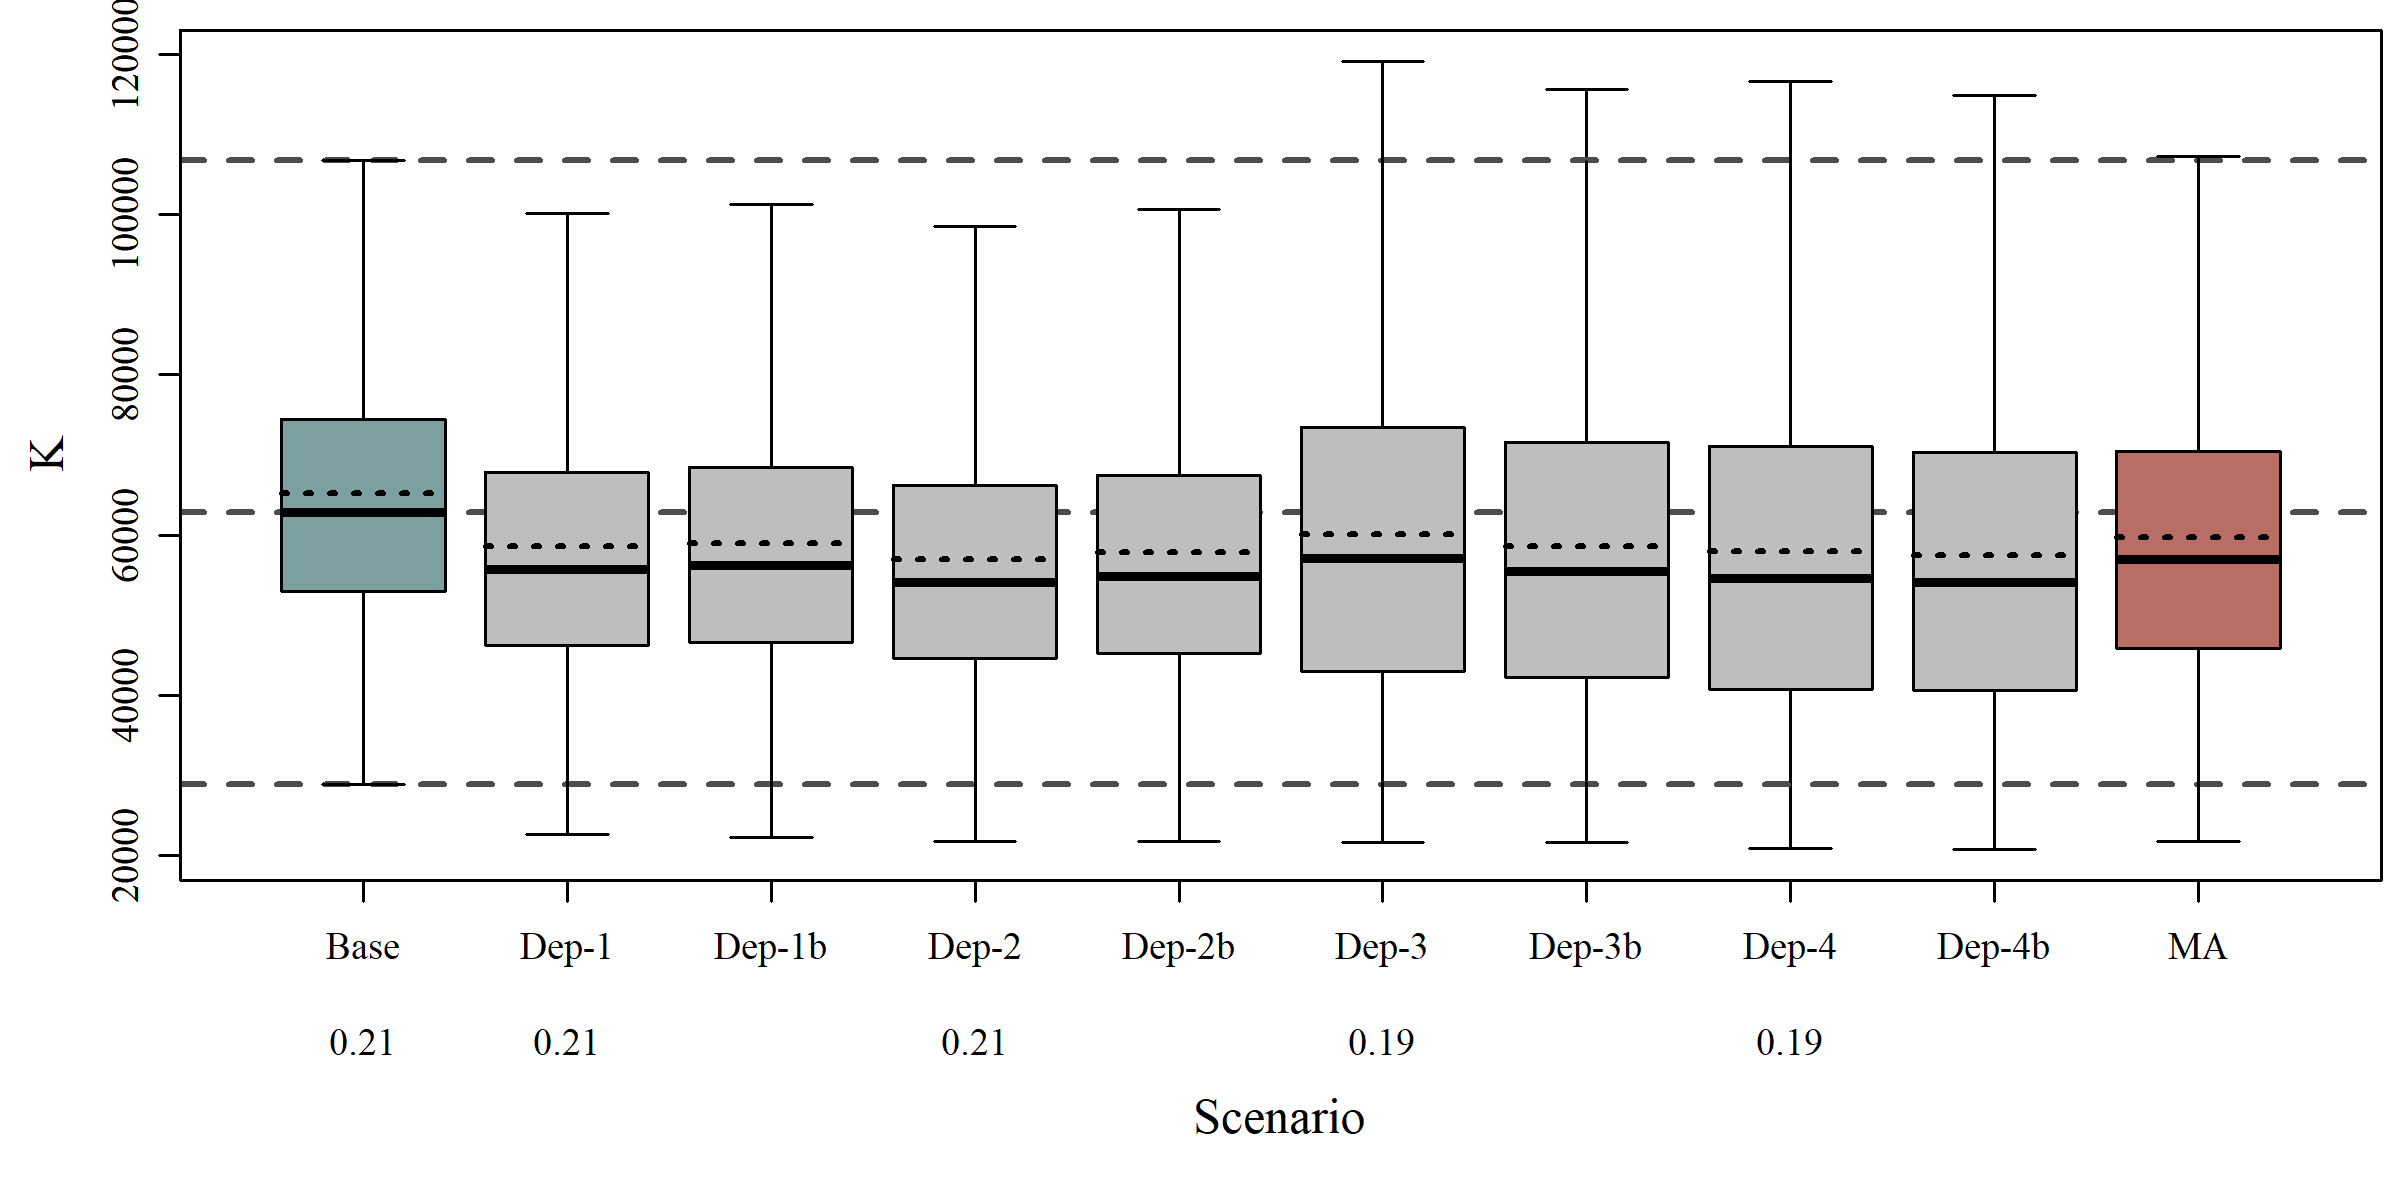 K
120000
100000
80000
60000
40000
20000
Base Dep-1 Dep-1b Dep-2 Dep-2b Dep-3 Dep-3b Dep-4 Dep-4b MA
0.21 0.21 0.21 0.19 0.19
Scenario